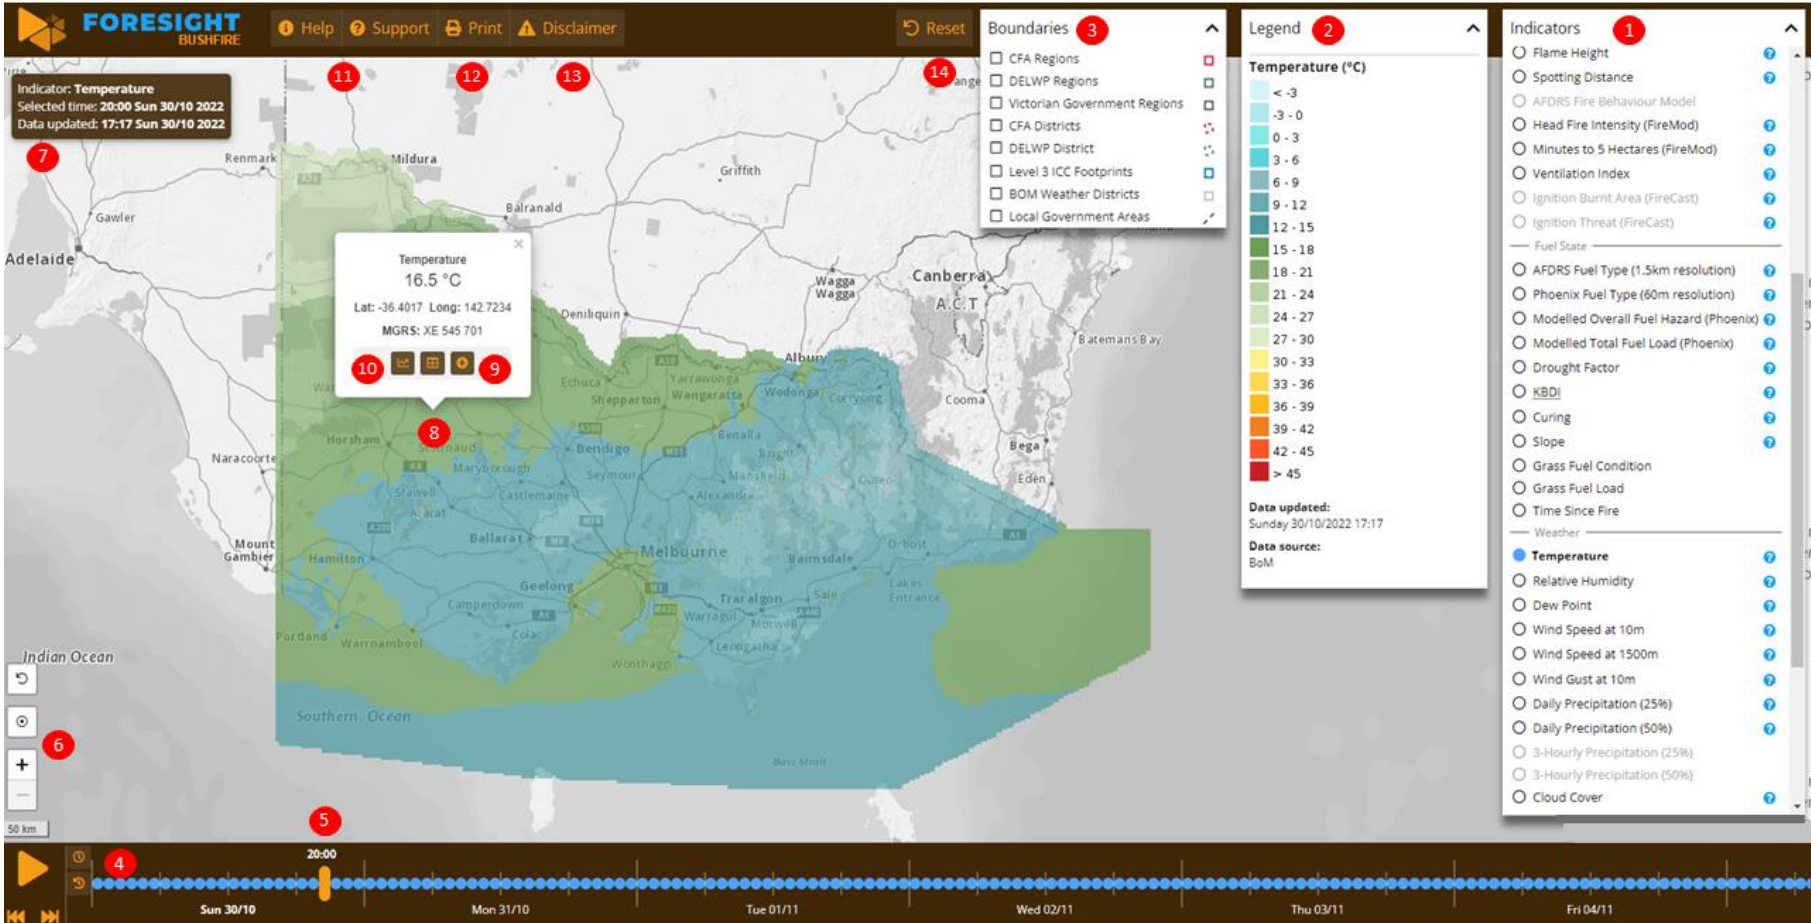 FORESIGHT
BUSHFIRE
Help
Support
Print
Disclaimer
Reset
11
12
13
14
Indicator: Temperature
Selected time: 20:00 Sun 30/10 2022
Data updated: 17:17 Sun 30/10 2022
7
Boundaries 3
CFA Regions
DELWP Regions
Victorian Government Regions
CFA Districts
DELWP District
Level 3 ICC Footprints
BOM Weather Districts
Local Government Areas
Legend 2
Temperature (°C)
< -3
-3 - 0
0 - 3
3 - 6
6 - 9
9 - 12
12 - 15
15 - 18
18 - 21
21 - 24
24 - 27
27 - 30
30 - 33
33 - 36
36 - 39
39 - 42
42 - 45
> 45
Data updated:
Sunday 30/10/2022 17:17
Data source:
BoM
Indicators 1
Flame Height
Spotting Distance
AFDRS Fire Behaviour Model
Head Fire Intensity (FireMod)
Minutes to 5 Hectares (FireMod)
Ventilation Index
Ignition Burnt Area (FireCast)
Ignition Threat (FireCast)
Fuel State
AFDRS Fuel Type (1.5km resolution)
Phoenix Fuel Type (60m resolution)
Modelled Overall Fuel Hazard (Phoenix)
Modelled Total Fuel Load (Phoenix)
Drought Factor
KBDI
Curing
Slope
Grass Fuel Condition
Grass Fuel Load
Time Since Fire
Weather
Temperature
Relative Humidity
Dew Point
Wind Speed at 10m
Wind Speed at 1500m
Wind Gust at 10m
Daily Precipitation (25%)
Daily Precipitation (50%)
3-Hourly Precipitation (25%)
3-Hourly Precipitation (50%)
Cloud Cover
Renmark
Mildura
A20
Griffith
Gawler
Balranald
Adelaide
Temperature
16.5 °C
Lat: -36.4017 Long: 142.7234
MGRS: XE 545 701
10
9
8
Wagga
Wagga
Canberra
A.C.T
Deniliquin
Batemans Bay
Albury
Echuca
Yarrawonga
Shepparton
Wangaratta
Wodonga
Corryong
Cooma
Horsham
Bendigo
Benalla
Bega
Naracoorte
A8
Maryborough
Seymour
Mansfield
Bright
Omeo
Eden
Stawell
Castlemaine
Alexandra
Ararat
Ballarat
M8
Melbourne
Bairnsdale
Orbost
A1
Mount
Gambier
Hamilton
Geelong
M1
Traralgon
Sale
Lakes
Entrance
Camperdown
A1
M420
Warragul
Morwell
Portland
Warrnambool
Colac
Leongatha
Wonthaggi
Indian Ocean
Southern Ocean
Bass Strait
6
50 km
5
20:00
4
Sun 30/10
Mon 31/10
Tue 01/11
Wed 02/11
Thu 03/11
Fri 04/11